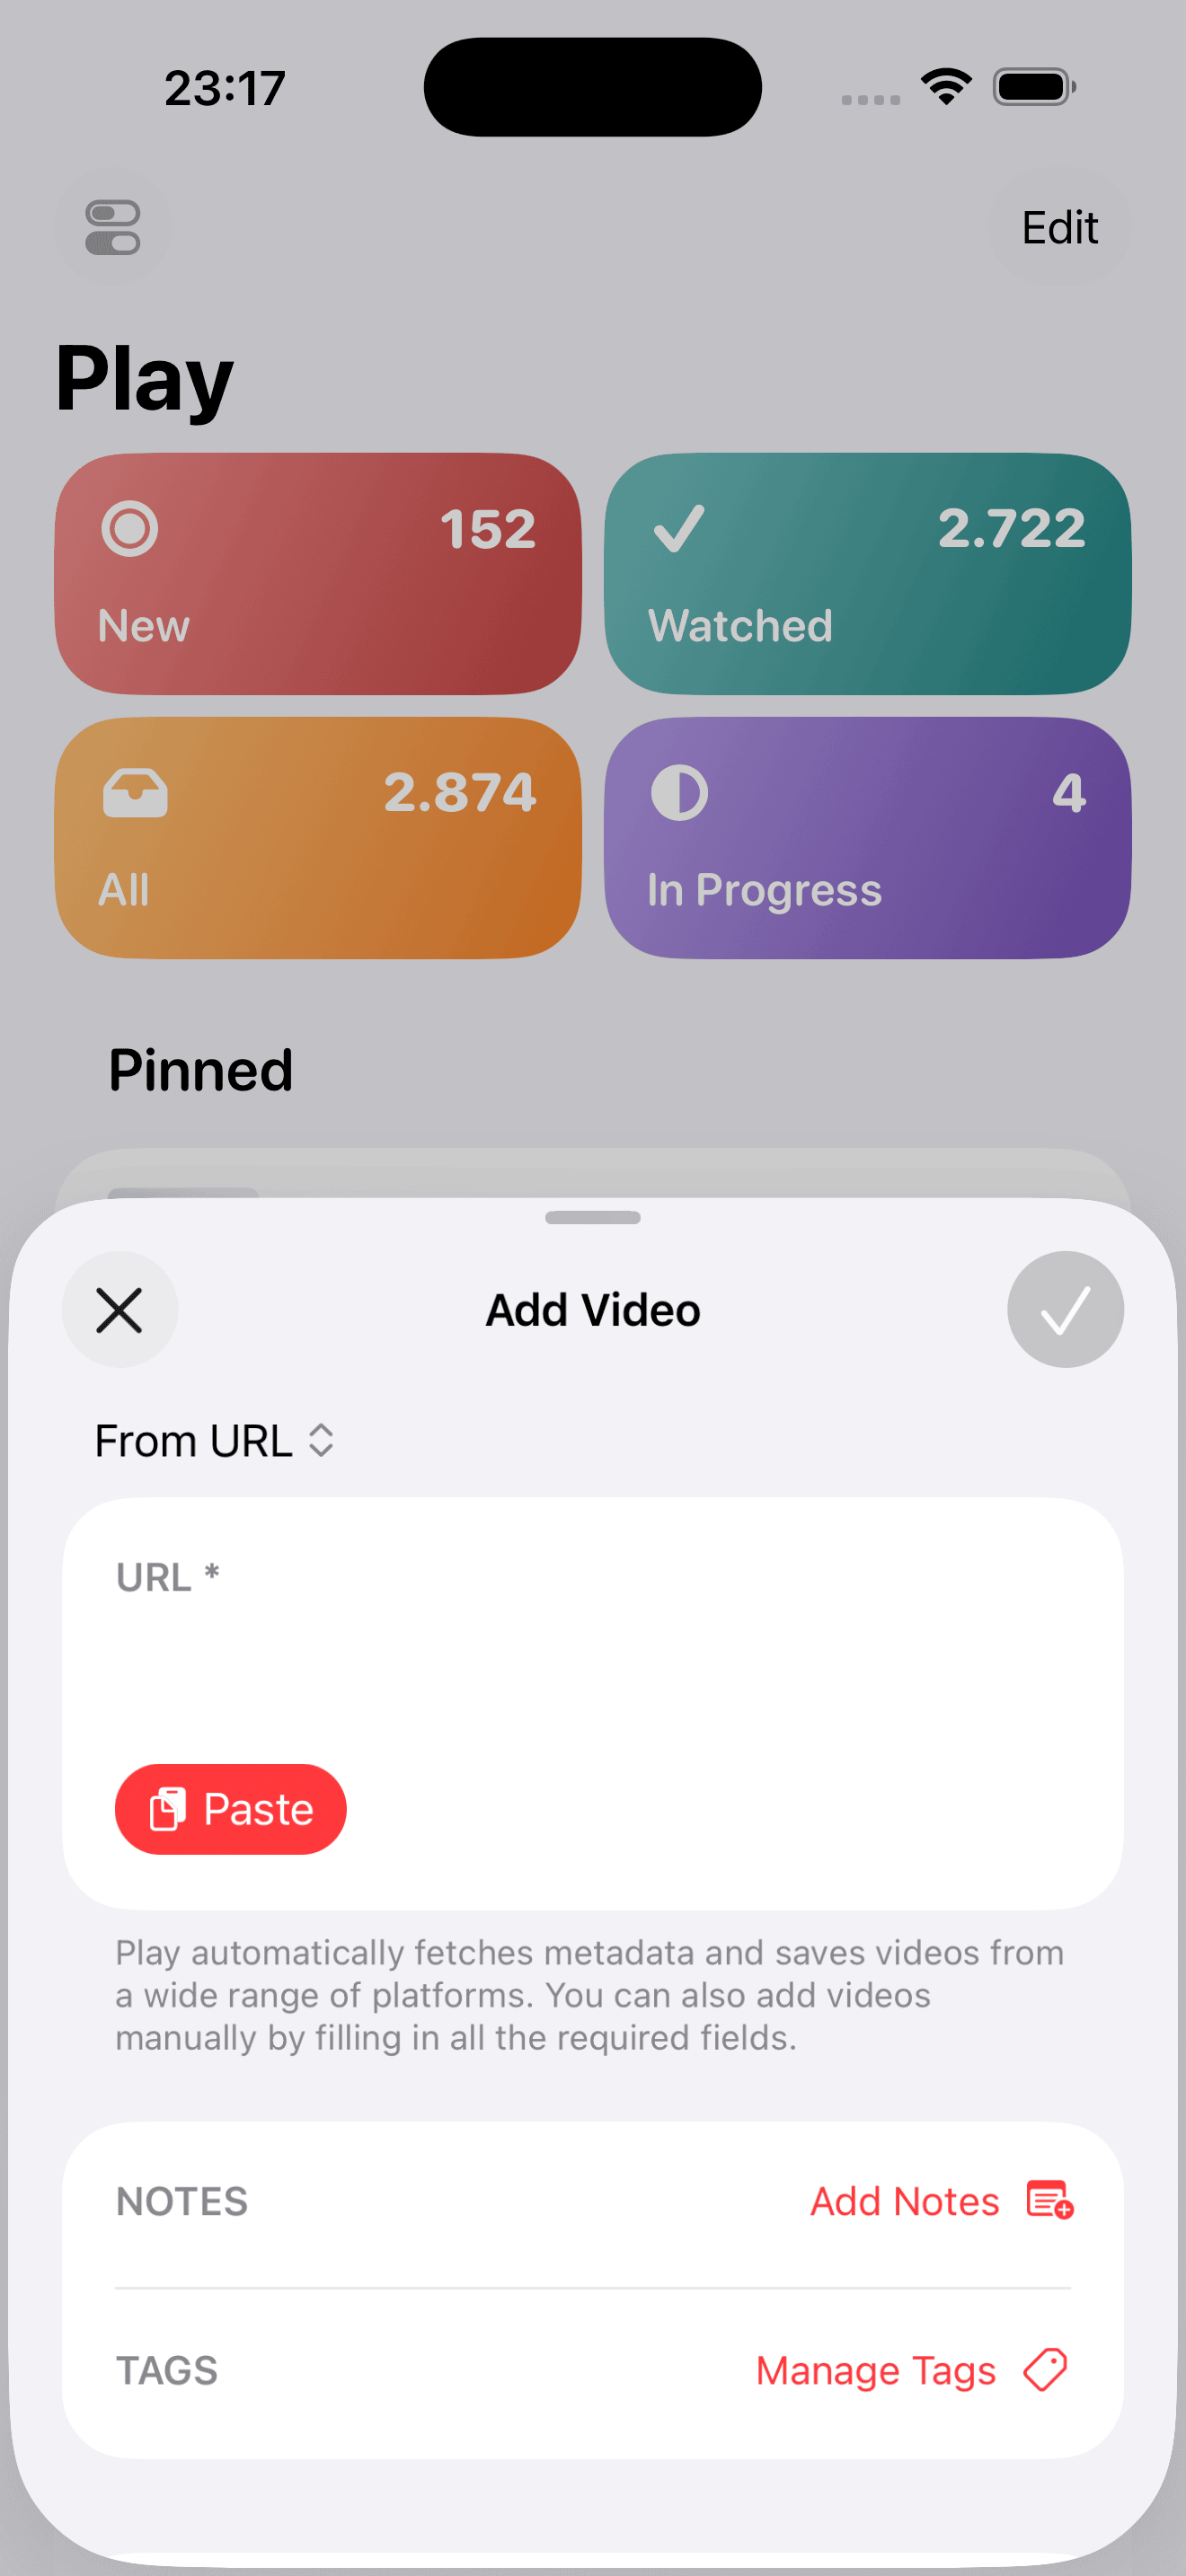 23:17
Edit
Play
152
New
2.722
Watched
2.874
All
4
In Progress
Pinned
Add Video
From URL
URL *
Paste
Play automatically fetches metadata and saves videos from
a wide range of platforms. You can also add videos
manually by filling in all the required fields.
NOTES
Add Notes
TAGS
Manage Tags